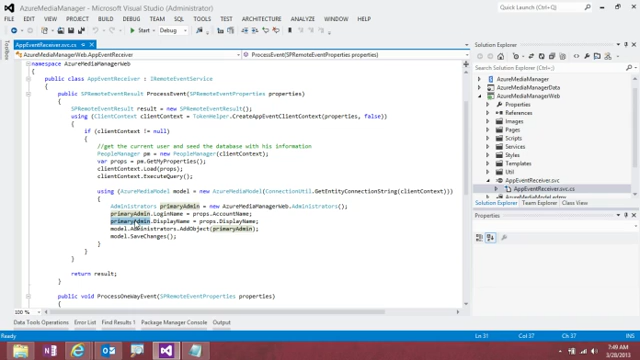 AzureMediaManager - Microsoft Visual Studio (Administrator)
Quick Launch (Ctrl+Q)
FILE EDIT VIEW PROJECT BUILD DEBUG TEAM SQL TOOLS TEST ARCHITECTURE ANALYZE WINDOW HELP
Start Debug
AppEventReceiver.svc.cs
AzureMediaManagerWeb.AppEventReceiver
ProcessEvent(SPRemoteEventProperties properties)
namespace AzureMediaManagerWeb
{
public class AppEventReceiver : IRemoteEventService
{
public SPRemoteEventResult ProcessEvent(SPRemoteEventProperties properties)
{
SPRemoteEventResult result = new SPRemoteEventResult();
using (ClientContext clientContext = TokenHelper.CreateAppEventClientContext(properties, false))
{
if (clientContext != null)
{
//get the current user and seed the database with his information
PeopleManager pm = new PeopleManager(clientContext);
var props = pm.GetMyProperties();
clientContext.Load(props);
clientContext.ExecuteQuery();
using (AzureMediaModel model = new AzureMediaModel(ConnectionUtil.GetEntityConnectionString(clientContext)))
{
Administrators primaryAdmin = new AzureMediaManagerWeb.Administrators();
primaryAdmin.LoginName = props.AccountName;
primaryAdmin.DisplayName = props.DisplayName;
model.Administrators.AddObject(primaryAdmin);
model.SaveChanges();
}
}
}
return result;
}
public void ProcessOneWayEvent(SPRemoteEventProperties properties)
100 %
Solution Explorer
Search Solution Explorer (Ctrl+;)
AzureMediaManager
AzureMediaManagerData
AzureMediaManagerWeb
Properties
References
Images
Pages
Scripts
Services
Styles
Templates
Util
AppEventReceiver.svc
AppEventReceiver.svc.cs
Solution Explorer Team Explorer Class View
Properties
Toolbox
Data Tools Operations Error List Find Results 1 Package Manager Console Output
Ready
Ln 31
Col 37
Ch 37
INS
7:49 AM
3/28/2013